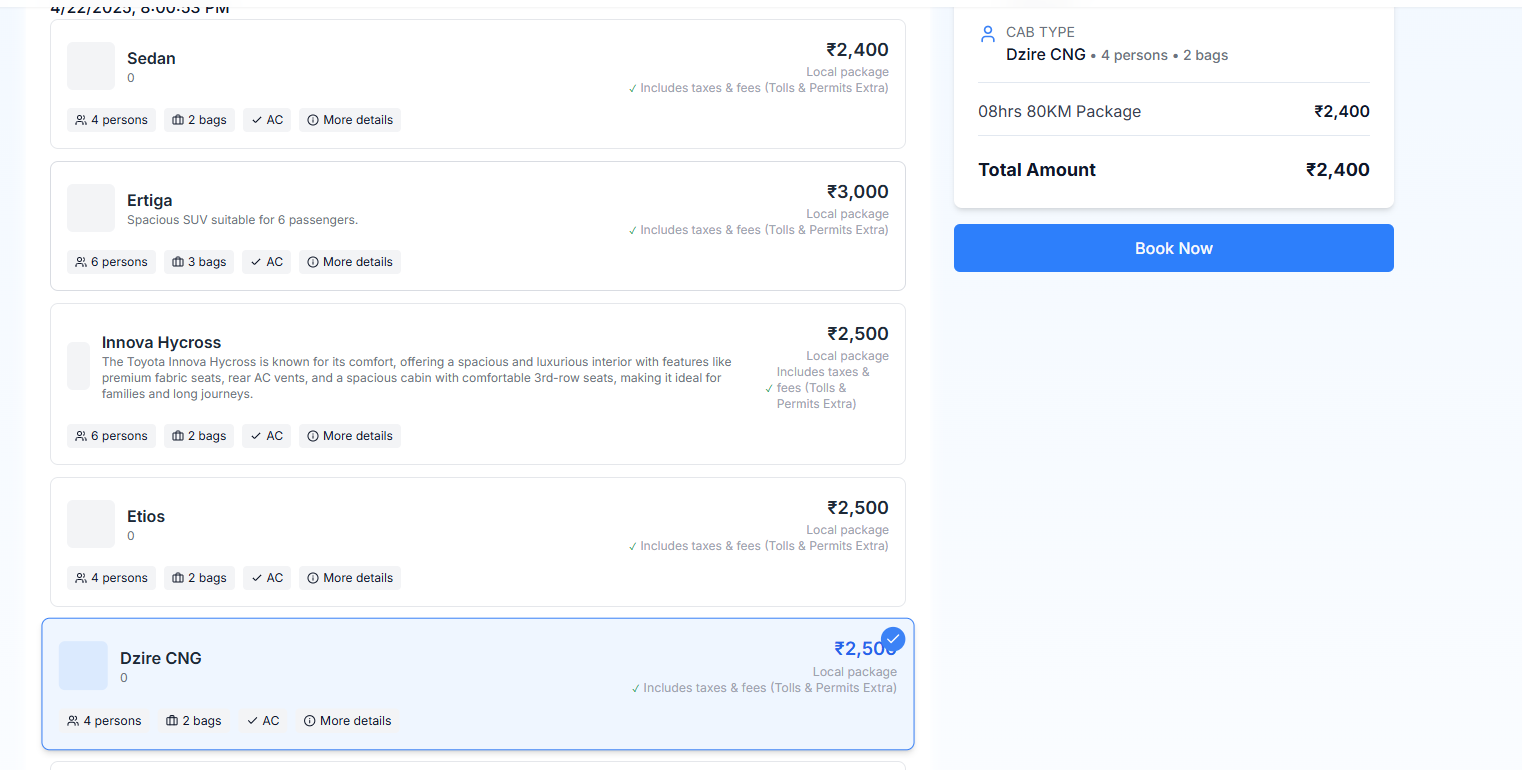 4/22/2025, 8:00:53 PM
Sedan
0
₹2,400
Local package
✓ Includes taxes & fees (Tolls & Permits Extra)
4 persons
2 bags
✓ AC
More details
Ertiga
Spacious SUV suitable for 6 passengers.
₹3,000
Local package
✓ Includes taxes & fees (Tolls & Permits Extra)
6 persons
3 bags
✓ AC
More details
Innova Hycross
The Toyota Innova Hycross is known for its comfort, offering a spacious and luxurious interior with features like
premium fabric seats, rear AC vents, and a spacious cabin with comfortable 3rd-row seats, making it ideal for
families and long journeys.
₹2,500
Local package
Includes taxes &
✓ fees (Tolls &
Permits Extra)
6 persons
2 bags
✓ AC
More details
Etios
0
₹2,500
Local package
✓ Includes taxes & fees (Tolls & Permits Extra)
4 persons
2 bags
✓ AC
More details
Dzire CNG
0
₹2,500
Local package
✓ Includes taxes & fees (Tolls & Permits Extra)
4 persons
2 bags
✓ AC
More details
CAB TYPE
Dzire CNG • 4 persons • 2 bags
08hrs 80KM Package ₹2,400
Total Amount ₹2,400
Book Now